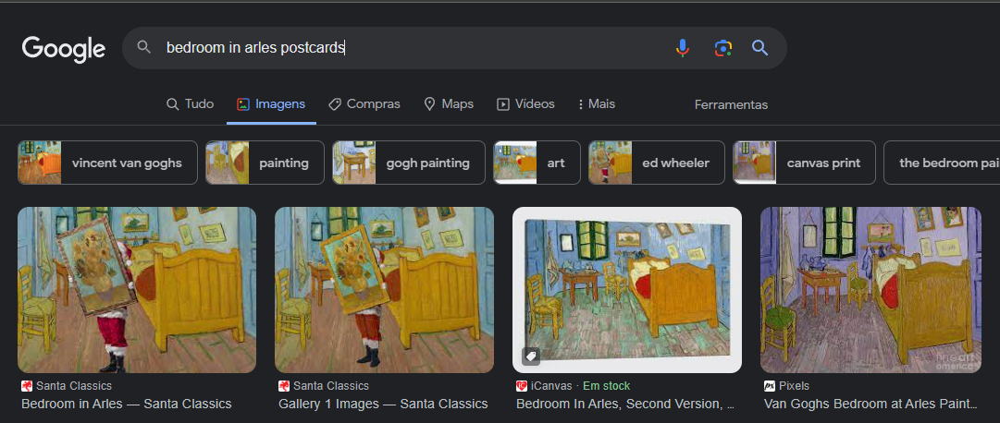 Google
bedroom in arles postcards
Tudo Imagens Compras Maps Vídeos Mais Ferramentas
vincent van goghs painting gogh painting art ed wheeler canvas print the bedroom pai
fineart
america
Santa Classics
Bedroom in Arles — Santa Classics
Santa Classics
Gallery 1 Images — Santa Classics
iCanvas · Em stock
Bedroom In Arles, Second Version, ...
Pixels
Van Goghs Bedroom at Arles Paint...